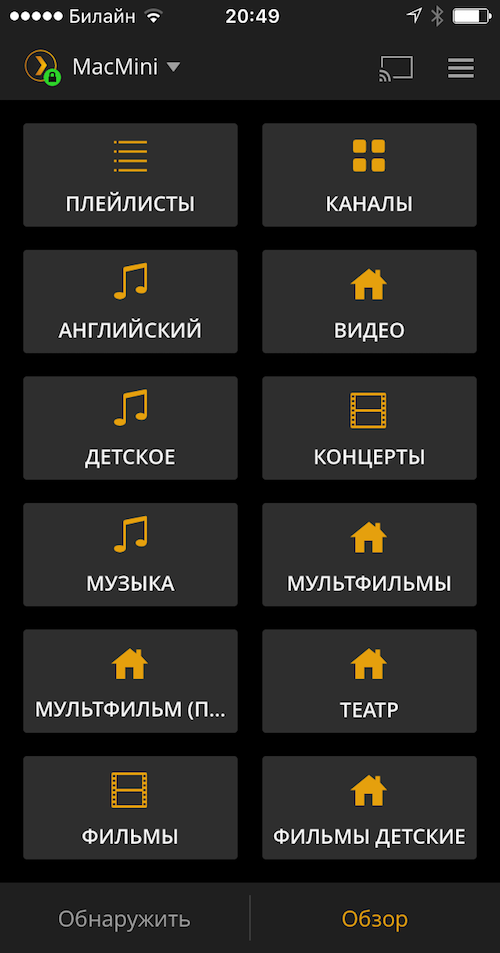 Билайн 20:49
MacMini
ПЛЕЙЛИСТЫ КАНАЛЫ
АНГЛИЙСКИЙ ВИДЕО
ДЕТСКОЕ КОНЦЕРТЫ
МУЗЫКА МУЛЬТФИЛЬМЫ
МУЛЬТФИЛЬМ (П... ТЕАТР
ФИЛЬМЫ ФИЛЬМЫ ДЕТСКИЕ
Обнаружить Обзор